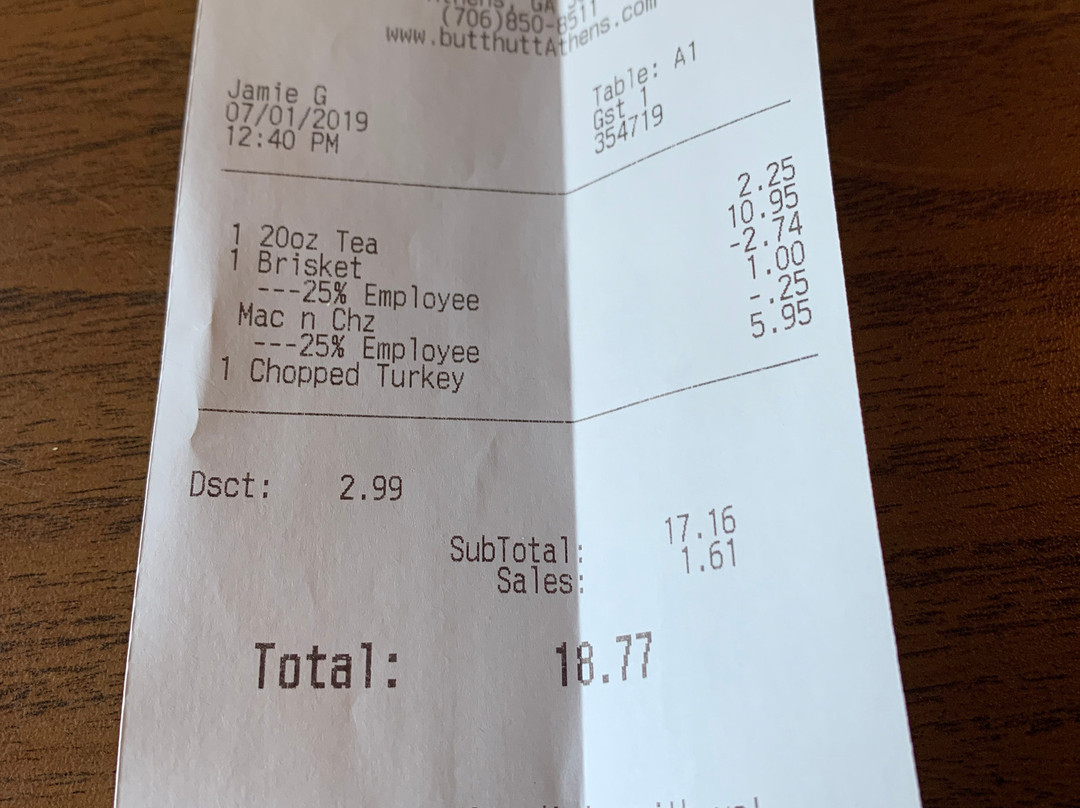 GA
(706)850-8511
www.butthuttAthens.com
Jamie G Table: A1
07/01/2019 Gst 1
12:40 PM 354719
1 20oz Tea 2.25
1 Brisket 10.95
---25% Employee -2.74
Mac n Chz 1.00
---25% Employee -.25
1 Chopped Turkey 5.95
Dsct: 2.99
SubTotal: 17.16
Sales: 1.61
Total: 18.77